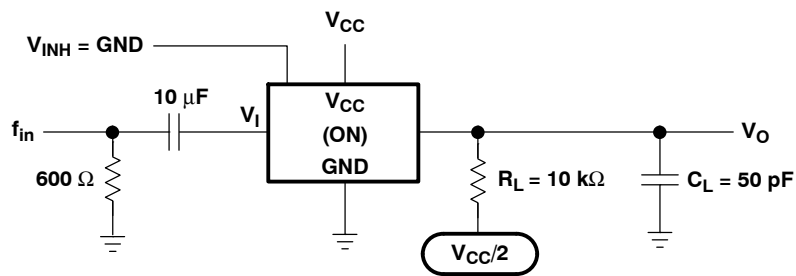 V_CC
V_INH = GND
10 µF
V_I
V_CC
(ON)
GND
f_in
V_O
600 Ω
R_L = 10 kΩ
C_L = 50 pF
V_CC/2